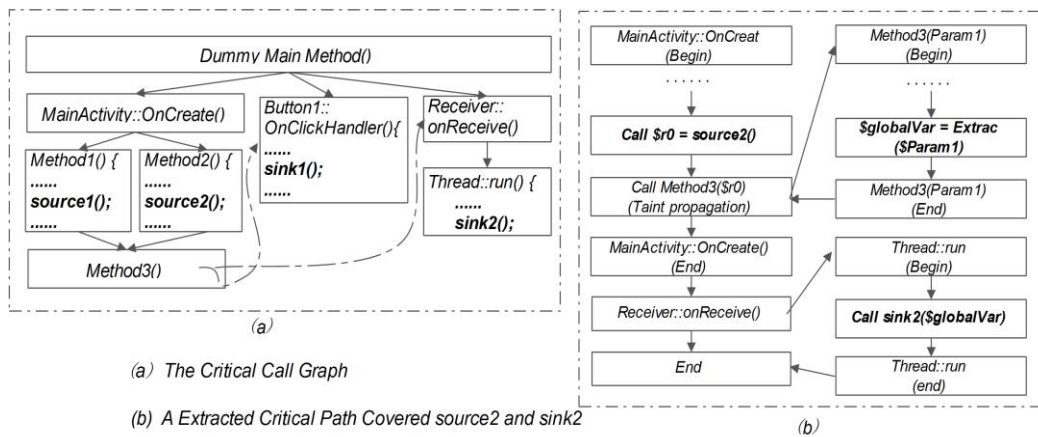 Dummy Main Method()
MainActivity::OnCreate()
Button1::
OnClickHandler(){
......
sink1();
......
Receiver::
onReceive()
Method1() {
......
source1();
......
Method2() {
......
source2();
......
Thread::run() {
......
sink2();
Method3()
(a)
(a) The Critical Call Graph
(b) A Extracted Critical Path Covered source2 and sink2
MainActivity::OnCreat
(Begin)
......
Call $r0 = source2()
Call Method3($r0)
(Taint propagation)
MainActivity::OnCreate()
(End)
Receiver::onReceive()
End
Method3(Param1)
(Begin)
......
$globalVar = Extrac
($Param1)
Method3(Param1)
(End)
Thread::run
(Begin)
Call sink2($globalVar)
Thread::run
(end)
(b)